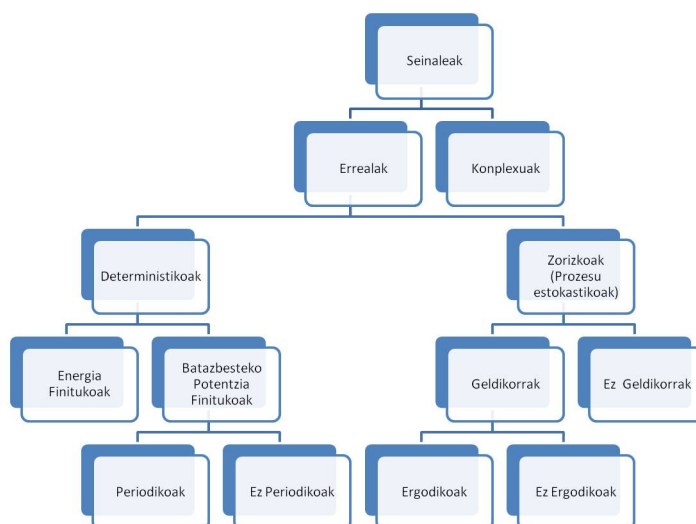 Seinaleak
Errealak
Konplexuak
Deterministikoak
Zorizkoak
(Prozesu
estokastikoak)
Energia
Finitukoak
Batazbesteko
Potentzia
Finitukoak
Geldikorrak
Ez Geldikorrak
Periodikoak
Ez Periodikoak
Ergodikoak
Ez Ergodikoak